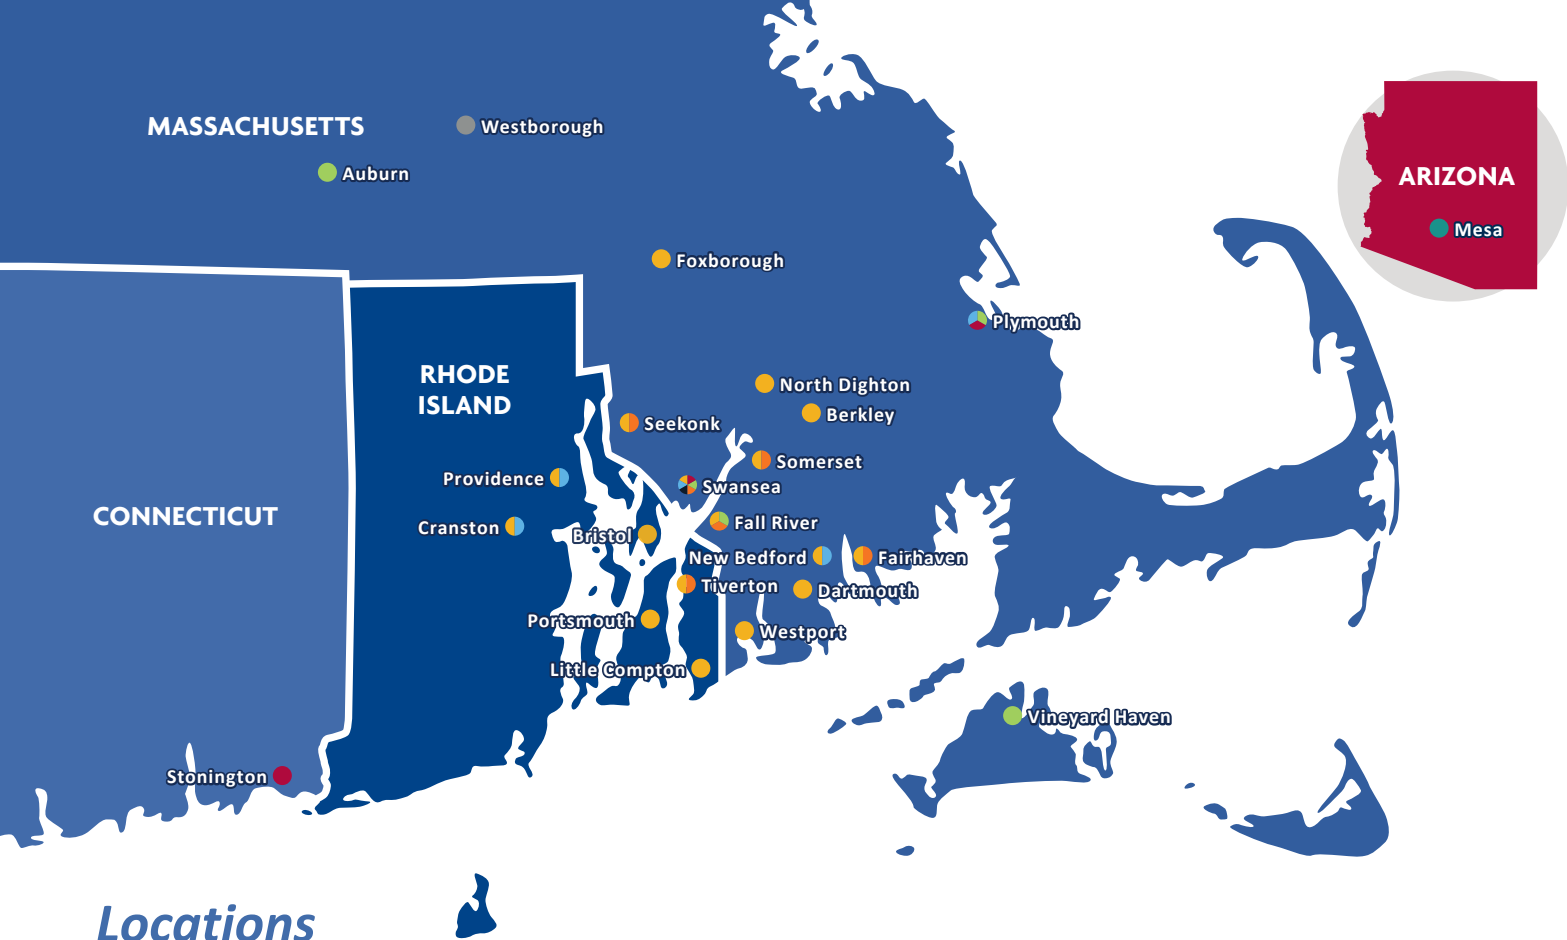 MASSACHUSETTS
Westborough
Auburn
ARIZONA
Mesa
Foxborough
Plymouth
RHODE
ISLAND
North Dighton
Berkley
Seekonk
Somerset
Providence
Swansea
CONNECTICUT
Cranston
Fall River
Bristol
New Bedford
Fairhaven
Tiverton
Dartmouth
Portsmouth
Westport
Little Compton
Vineyard Haven
Stonington
Locations